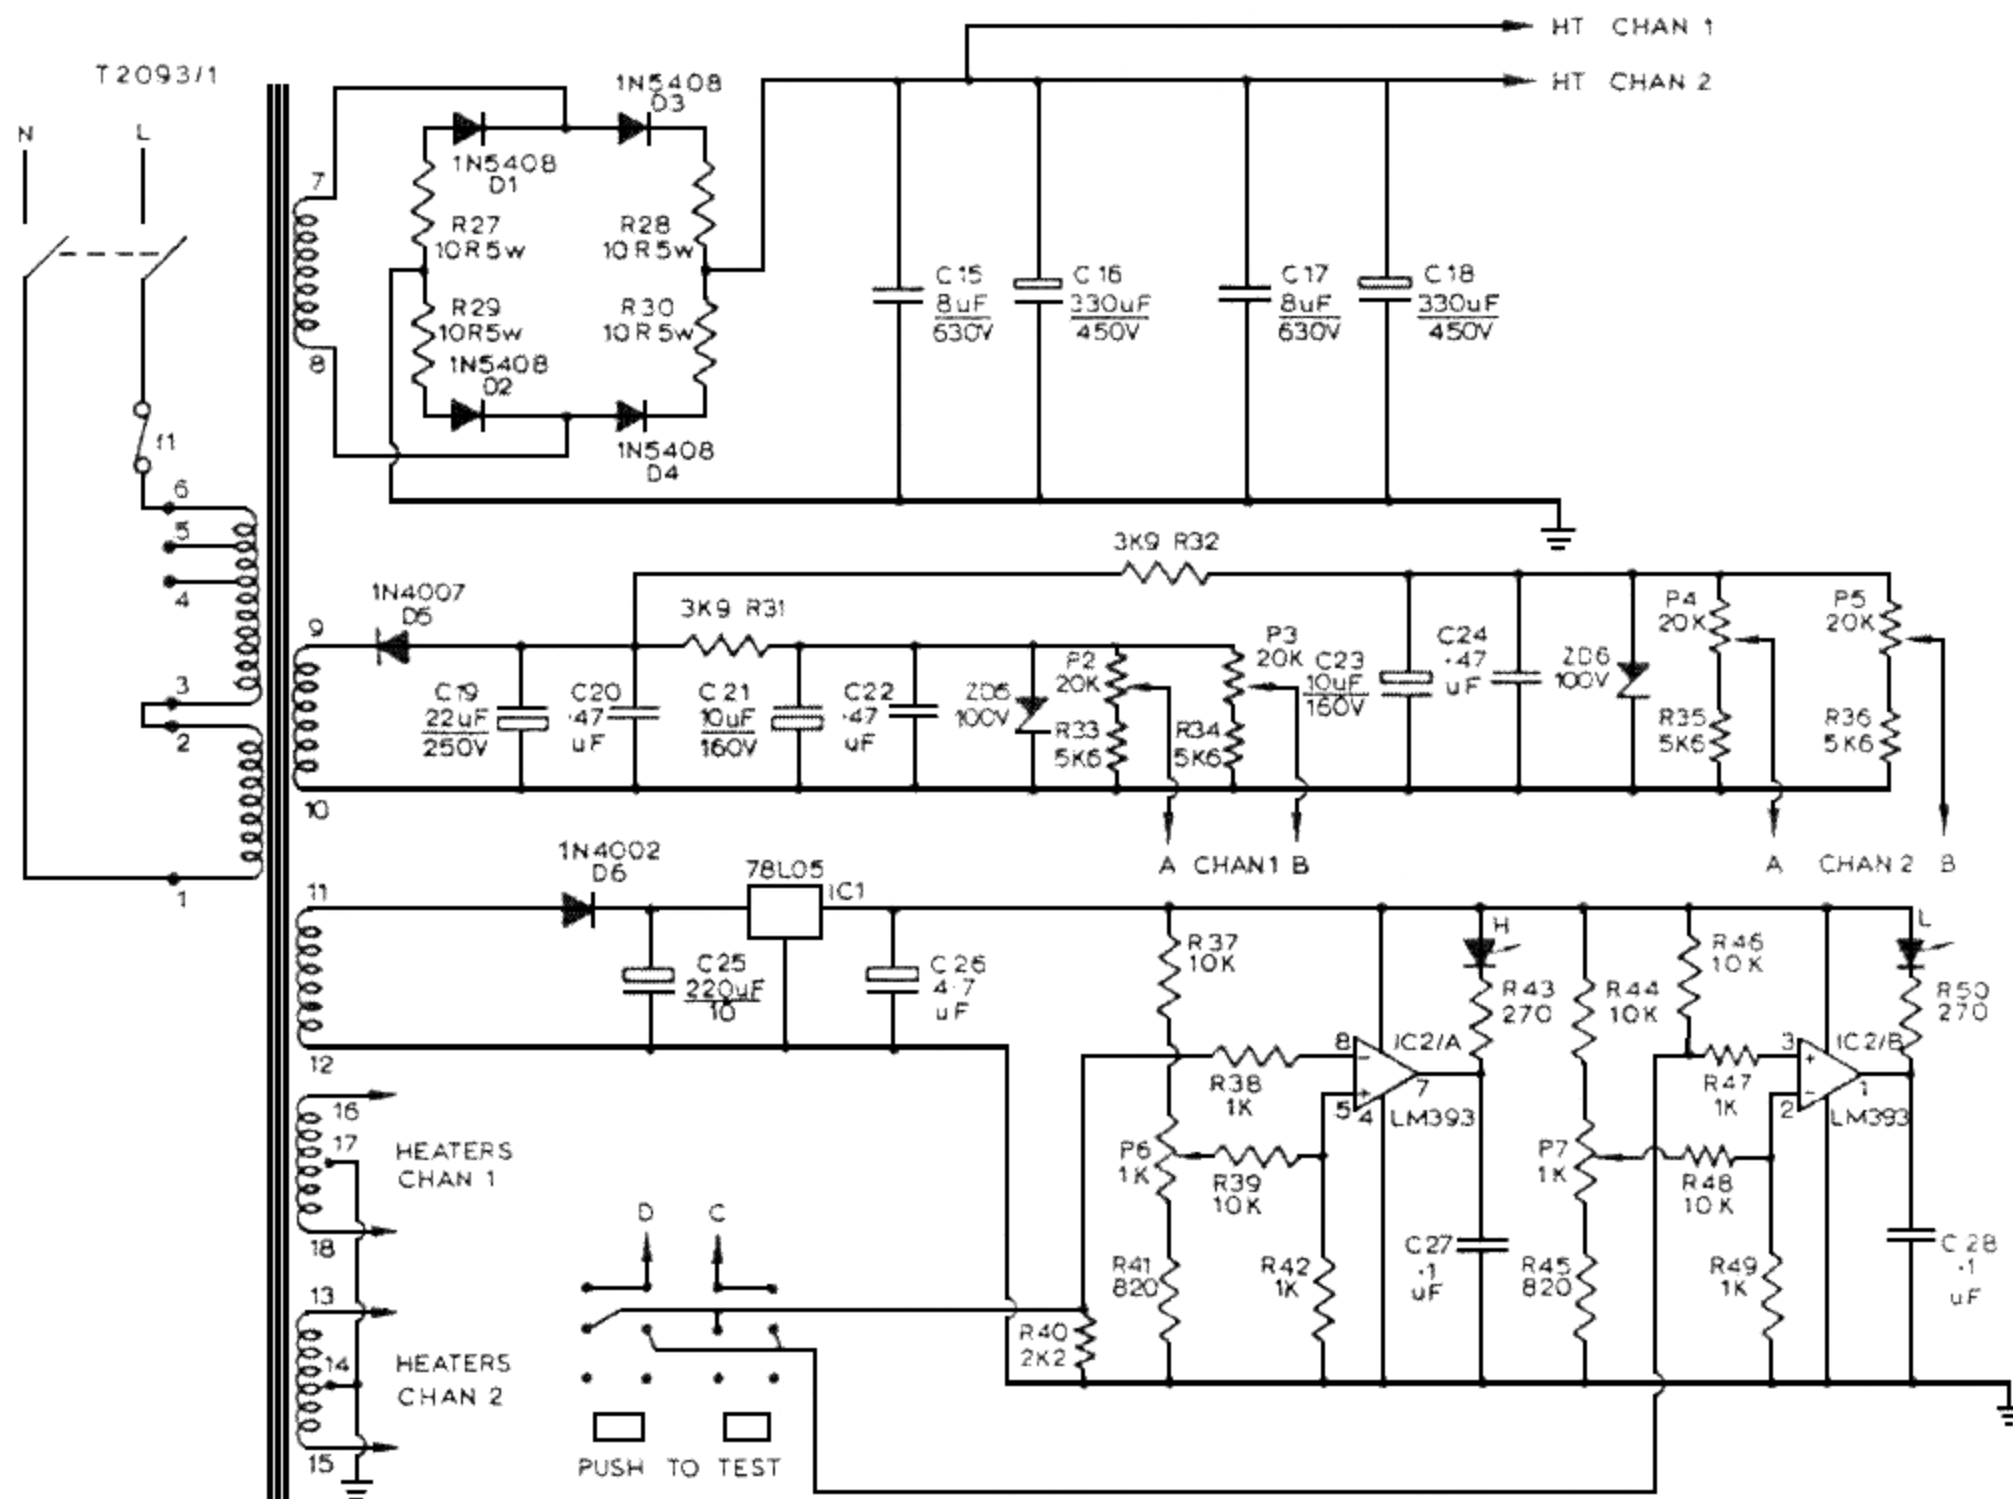 HT CHAN 1
T2093/1
1N5408
D3
HT CHAN 2
N
L
1N5408
D1
7
R27
10R5w
R28
10R5w
C15
8uF
630V
C16
330uF
450V
C17
8uF
630V
C18
330uF
450V
R29
10R5w
R30
10R5w
8
1N5408
D2
f1
1N5408
D4
6
5
4
3
2
1
3K9 R32
1N4007
D5
3K9 R31
9
P2
20K
P3
20K
P4
20K
P5
20K
C19
22uF
250V
C20
.47
uF
C21
10uF
160V
C22
.47
uF
ZD5
100V
C23
10uF
160V
C24
.47
uF
ZD6
100V
R33
5K6
R34
5K6
R35
5K6
R36
5K6
10
A CHAN1 B
A CHAN 2 B
1N4002
D6
78L05
IC1
11
H
L
R37
10K
R46
10K
C25
220uF
10
C26
4.7
uF
R43
270
R44
10K
R50
270
12
8
IC2/A
3
IC2/B
R38
1K
7
5
4
LM393
R47
1K
1
2
LM393
16
17
18
HEATERS
CHAN 1
P6
1K
R39
10K
P7
1K
R48
10K
D
C
R41
820
R42
1K
C27
.1
uF
R45
820
R49
1K
C28
.1
uF
13
14
15
HEATERS
CHAN 2
R40
2K2
PUSH TO TEST